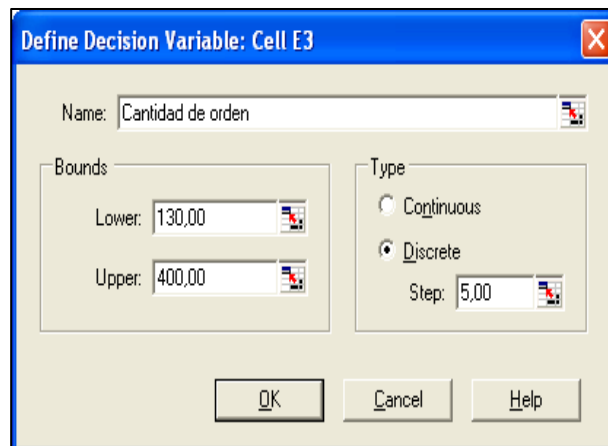 Define Decision Variable: Cell E3
Name: Cantidad de orden
Bounds
Lower: 130,00
Upper: 400,00
Type
Continuous
Discrete
Step: 5,00
OK Cancel Help